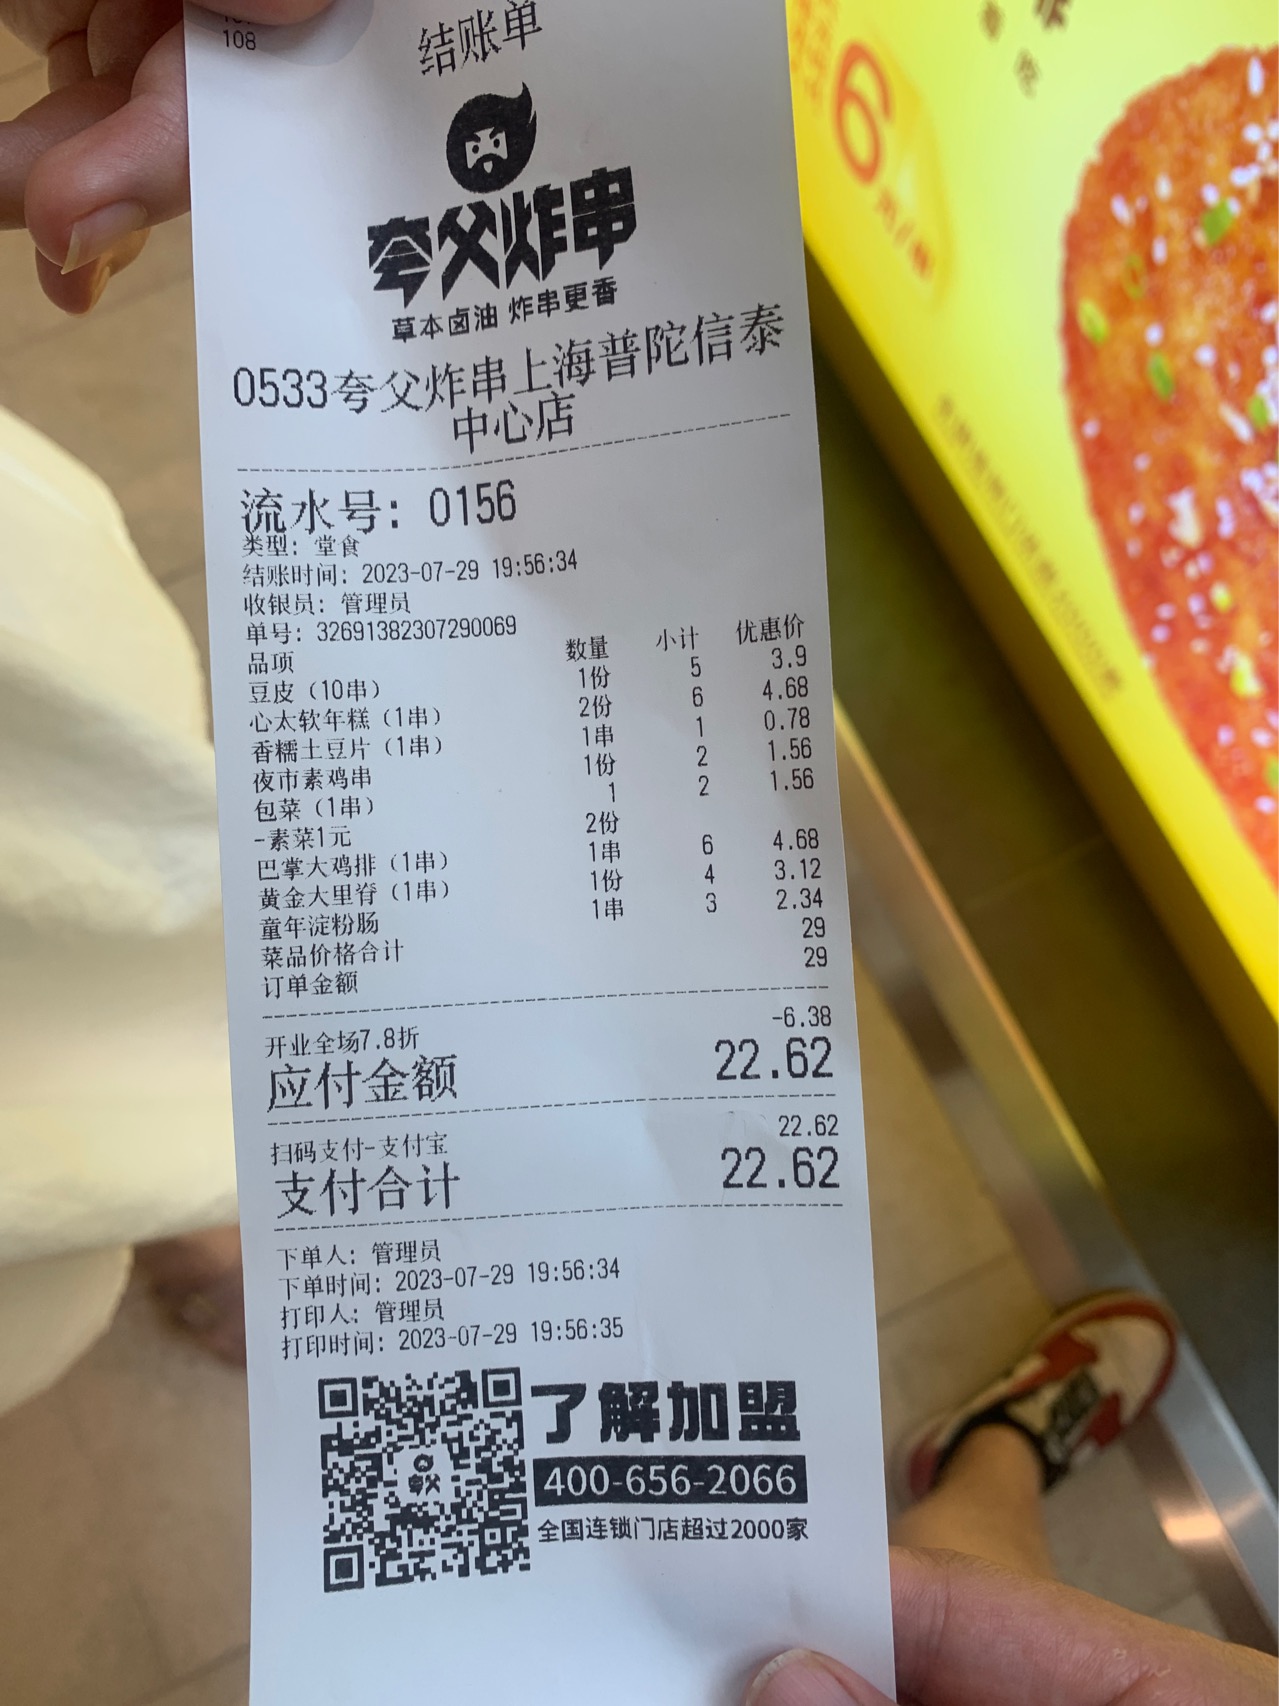 108
结账单
夸父炸串
草本卤油 炸串更香
0533夸父炸串上海普陀信泰
中心店
流水号: 0156
类型: 堂食
结账时间: 2023-07-29 19:56:34
收银员: 管理员
单号: 32691382307290069
品项 数量 小计 优惠价
豆皮（10串） 1份 5 3.9
心太软年糕（1串） 2份 6 4.68
香糯土豆片（1串） 1串 1 0.78
夜市素鸡串 1份 2 1.56
包菜（1串） 1 2 1.56
-素菜1元 2份
巴掌大鸡排（1串） 1串 6 4.68
黄金大里脊（1串） 1份 4 3.12
童年淀粉肠 1串 3 2.34
菜品价格合计 29
订单金额 29
开业全场7.8折 -6.38
应付金额 22.62
扫码支付-支付宝 22.62
支付合计 22.62
下单人: 管理员
下单时间: 2023-07-29 19:56:34
打印人: 管理员
打印时间: 2023-07-29 19:56:35
夸父
了解加盟
400-656-2066
全国连锁门店超过2000家
6